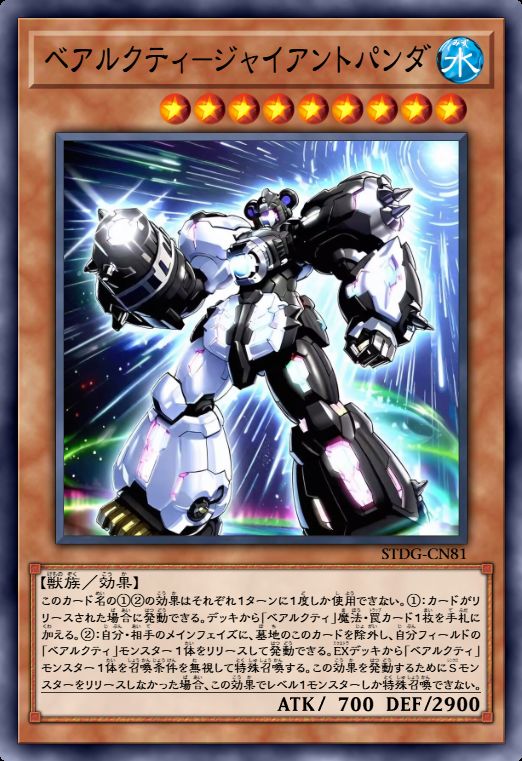 ベアルクティージャイアントパンダ
水
STDG-CN81
【獣族/効果】
このカード名の①②の効果はそれぞれ1ターンに1度しか使用できない。①:カードがリ
リースされた場合に発動できる。デッキから「ベアルクティ」魔法・罠カード1枚を手札に
加える。②:自分・相手のメインフェイズに、墓地のこのカードを除外し、自分フィールドの
「ベアルクティ」モンスター1体をリリースして発動できる。EXデッキから「ベアルクティ」
モンスター1体を召喚条件を無視して特殊召喚する。この効果を発動するためにSモン
スターをリリースしなかった場合、この効果でレベル1モンスターしか特殊召喚できない。
ATK/ 700 DEF/2900